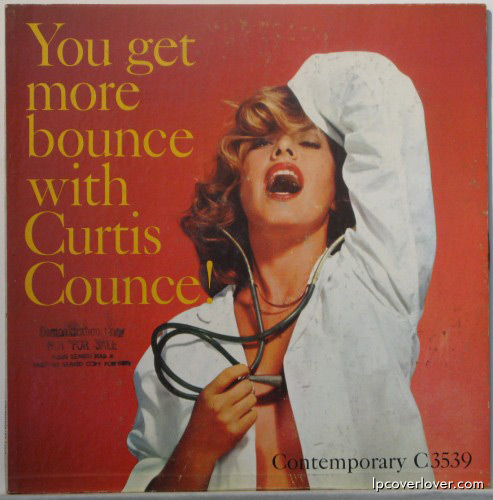 You get
more
bounce
with
Curtis
Counce!
NOT FOR SALE
Contemporary C3539
lpcoverlover.com